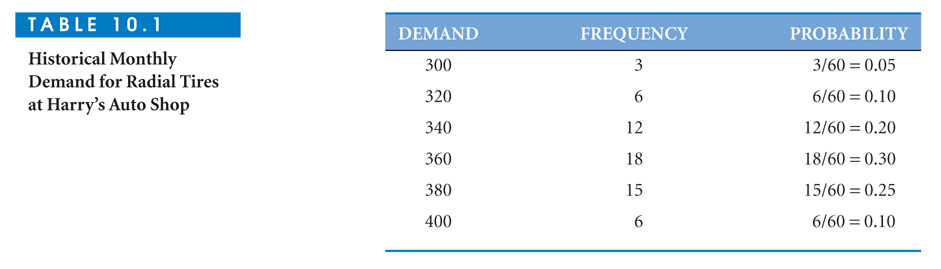 TABLE 10.1
Historical Monthly
Demand for Radial Tires
at Harry's Auto Shop
DEMAND FREQUENCY PROBABILITY
300 3 3/60 = 0.05
320 6 6/60 = 0.10
340 12 12/60 = 0.20
360 18 18/60 = 0.30
380 15 15/60 = 0.25
400 6 6/60 = 0.10